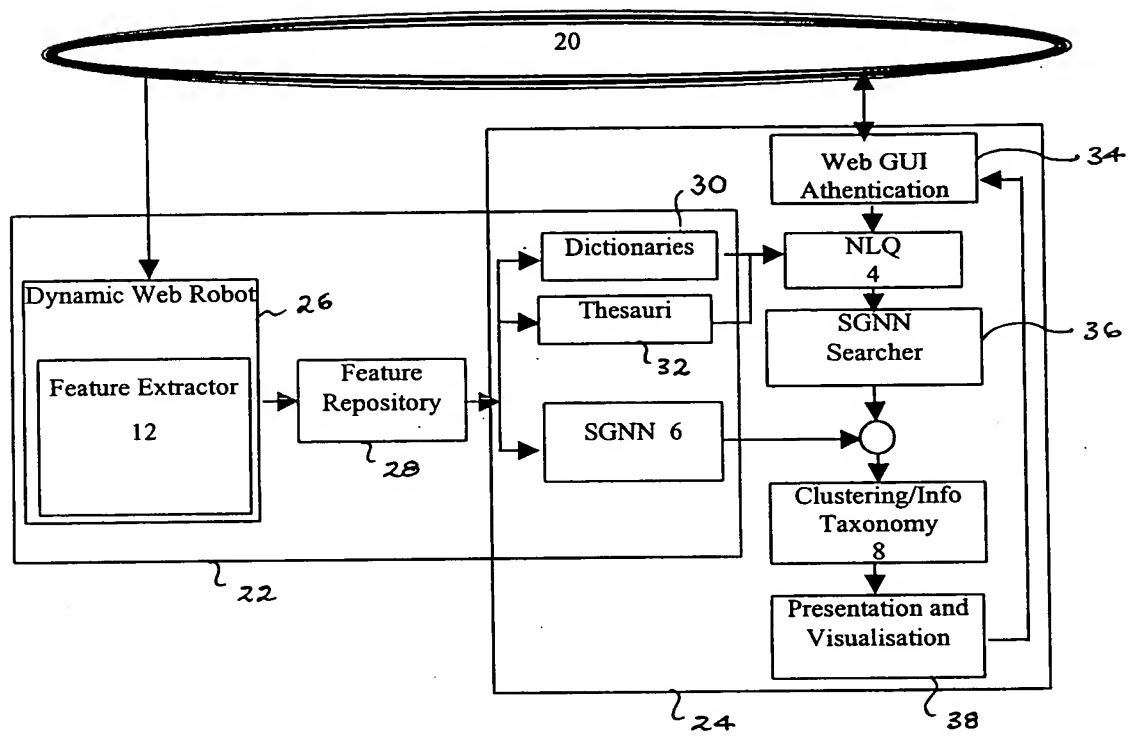 20
Web GUI
Athentication
34
30
Dictionaries
NLQ
4
Dynamic Web Robot
26
Thesauri
32
SGNN
Searcher
36
Feature Extractor
12
Feature
Repository
28
SGNN 6
Clustering/Info
Taxonomy
8
22
Presentation and
Visualisation
24
38